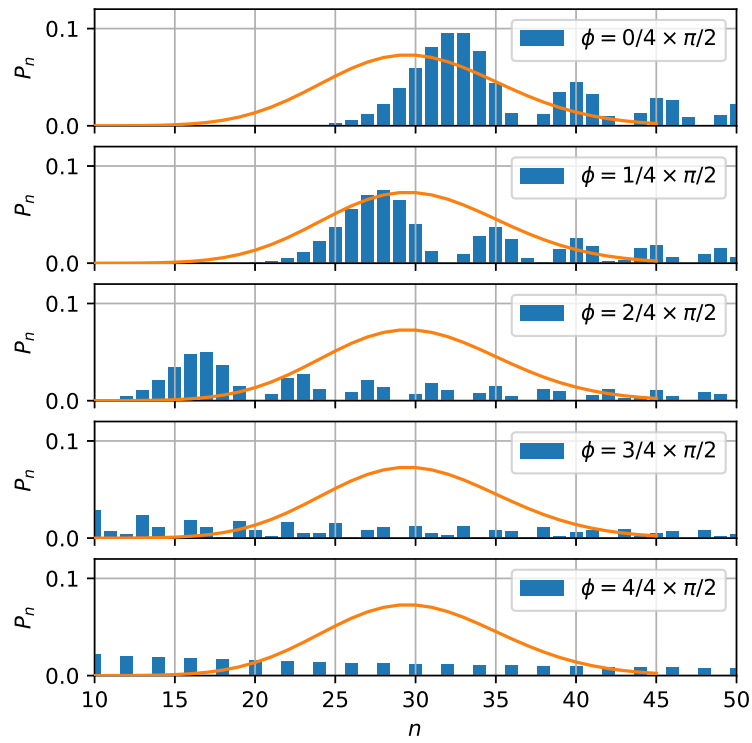 0.1
0.0
P_n
ϕ = 0/4 × π/2
0.1
0.0
P_n
ϕ = 1/4 × π/2
0.1
0.0
P_n
ϕ = 2/4 × π/2
0.1
0.0
P_n
ϕ = 3/4 × π/2
0.1
0.0
P_n
ϕ = 4/4 × π/2
10 15 20 25 30 35 40 45 50
n